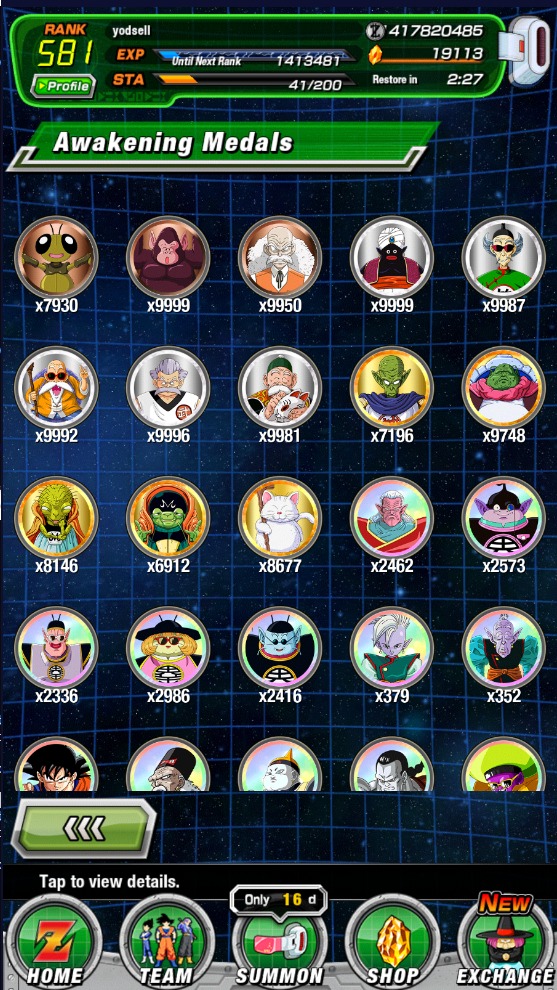 RANK
581
yodsell
417820485
EXP
Until Next Rank
1413481
19113
Profile
STA
41/200
Restore in
2:27
Awakening Medals
x7930
x9999
x9950
x9999
x9987
x9992
x9996
x9981
x7196
x9748
x8146
x6912
x8677
x2462
x2573
x2336
x2986
x2416
x379
x352
Tap to view details.
Only 16 d
NEW
HOME
TEAM
SUMMON
SHOP
EXCHANGE